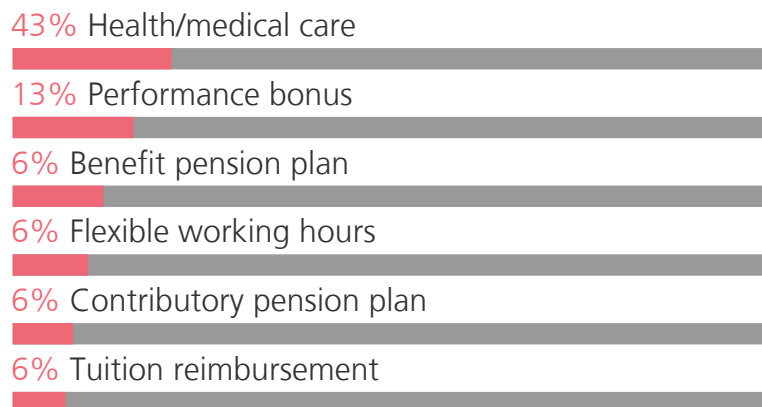 43% Health/medical care
13% Performance bonus
6% Benefit pension plan
6% Flexible working hours
6% Contributory pension plan
6% Tuition reimbursement